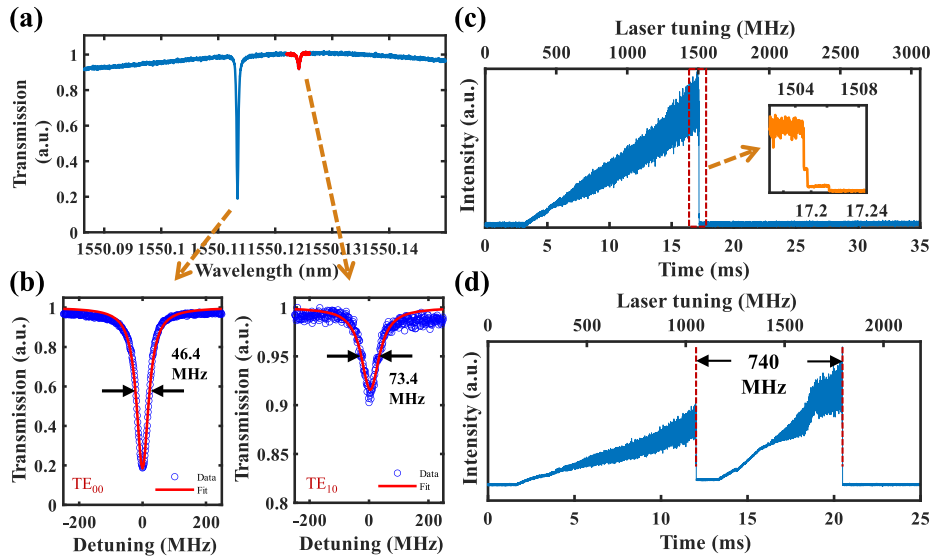 (a)
Transmission
(a.u.)
1
0.8
0.6
0.4
0.2
0
1550.09
1550.1
1550.11
1550.12
1550.13
1550.14
Wavelength (nm)
(c)
Laser tuning (MHz)
0
500
1000
1500
2000
2500
3000
Intensity (a.u.)
1504
1508
17.2
17.24
0
5
10
15
20
25
30
35
Time (ms)
(b)
Transmission (a.u.)
1
0.8
0.6
0.4
0.2
46.4
MHz
TE00
Data
Fit
-200
0
200
Detuning (MHz)
Transmission (a.u.)
1
0.95
0.9
0.85
0.8
73.4
MHz
TE10
Data
Fit
-200
0
200
Detuning (MHz)
(d)
Laser tuning (MHz)
0
500
1000
1500
2000
Intensity (a.u.)
740
MHz
0
5
10
15
20
25
Time (ms)